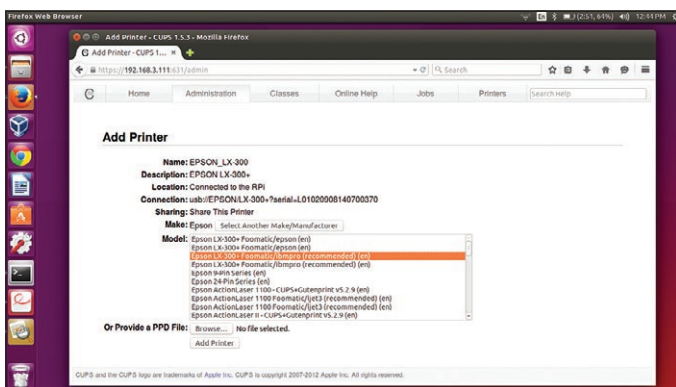 Firefox Web Browser
En
(2:51, 64%)
12:44 PM
Add Printer - CUPS 1.5.3 - Mozilla Firefox
Add Printer - CUPS 1....
https://192.168.3.111:631/admin
Search
Home Administration Classes Online Help Jobs Printers Search Help
Add Printer
Name: EPSON_LX-300
Description: EPSON LX-300+
Location: Connected to the RPi
Connection: usb://EPSON/LX-300+?serial=L01020908140700370
Sharing: Share This Printer
Make: Epson Select Another Make/Manufacturer
Model: Epson LX-300+ Foomatic/epson (en)
Epson LX-300+ Foomatic/epson (en)
Epson LX-300+ Foomatic/ibmpro (recommended) (en)
Epson LX-300+ Foomatic/ibmpro (recommended) (en)
Epson 9-Pin Series (en)
Epson 24-Pin Series (en)
Epson ActionLaser 1100 - CUPS+Gutenprint v5.2.9 (en)
Epson ActionLaser 1100 Foomatic/ljet3 (recommended) (en)
Epson ActionLaser 1100 Foomatic/ljet3 (recommended) (en)
Epson ActionLaser II - CUPS+Gutenprint v5.2.9 (en)
Or Provide a PPD File: Browse... No file selected.
Add Printer
CUPS and the CUPS logo are trademarks of Apple Inc. CUPS is copyright 2007-2012 Apple Inc. All rights reserved.